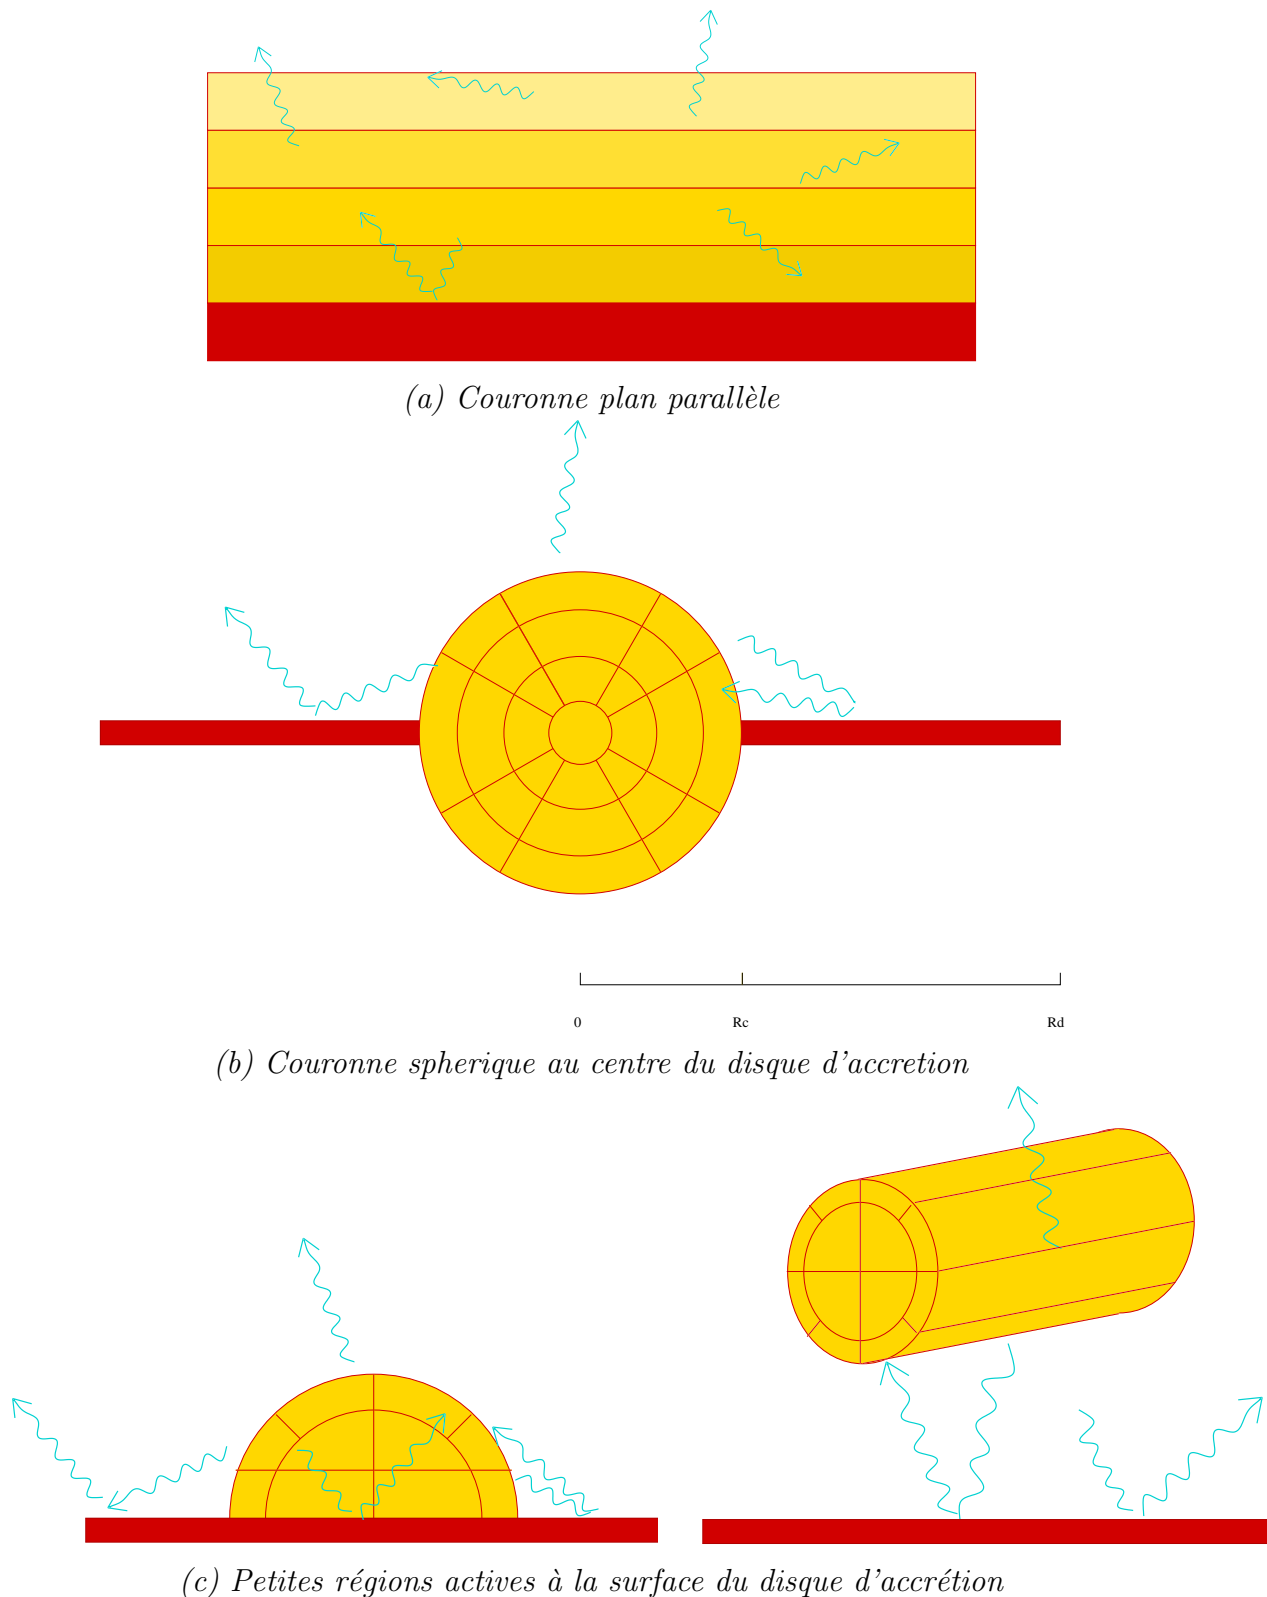 (a) Couronne plan parallèle
0 Rc Rd
(b) Couronne spherique au centre du disque d'accretion
(c) Petites régions actives à la surface du disque d'accrétion